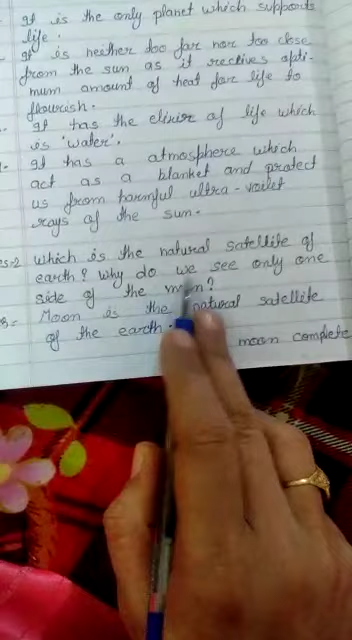 It is the only planet which supports
life.
It is neither too far nor too close
from the sun as it recives opti-
mum amount of heat for life to
flourish.
It has the elixir of life which
is 'water'.
It has a atmosphere which
act as a blanket and protect
us from harmful ultra-voilet
rays of the sun.
es-2 Which is the natural satellite of
earth? Why do we see only one
side of the moon?
Moon is the natural satellite
of the earth. moon complete